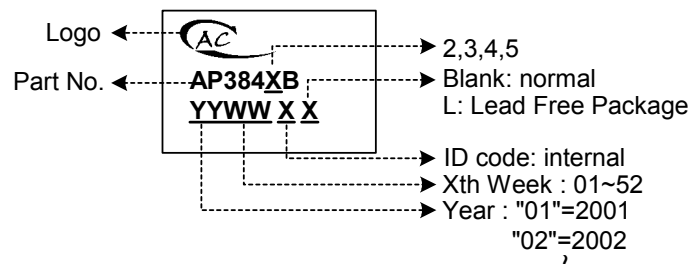 Logo
AC
2,3,4,5
Part No.
AP384XB
Blank: normal
YYWW X X
L: Lead Free Package
ID code: internal
Xth Week : 01~52
Year : "01"=2001
"02"=2002
~